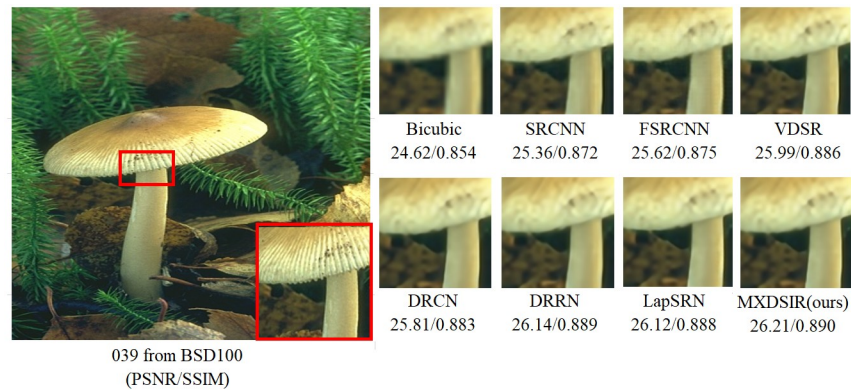 Bicubic
24.62/0.854
SRCNN
25.36/0.872
FSRCNN
25.62/0.875
VDSR
25.99/0.886
DRCN
25.81/0.883
DRRN
26.14/0.889
LapSRN
26.12/0.888
MXDSIR(ours)
26.21/0.890
039 from BSD100
(PSNR/SSIM)